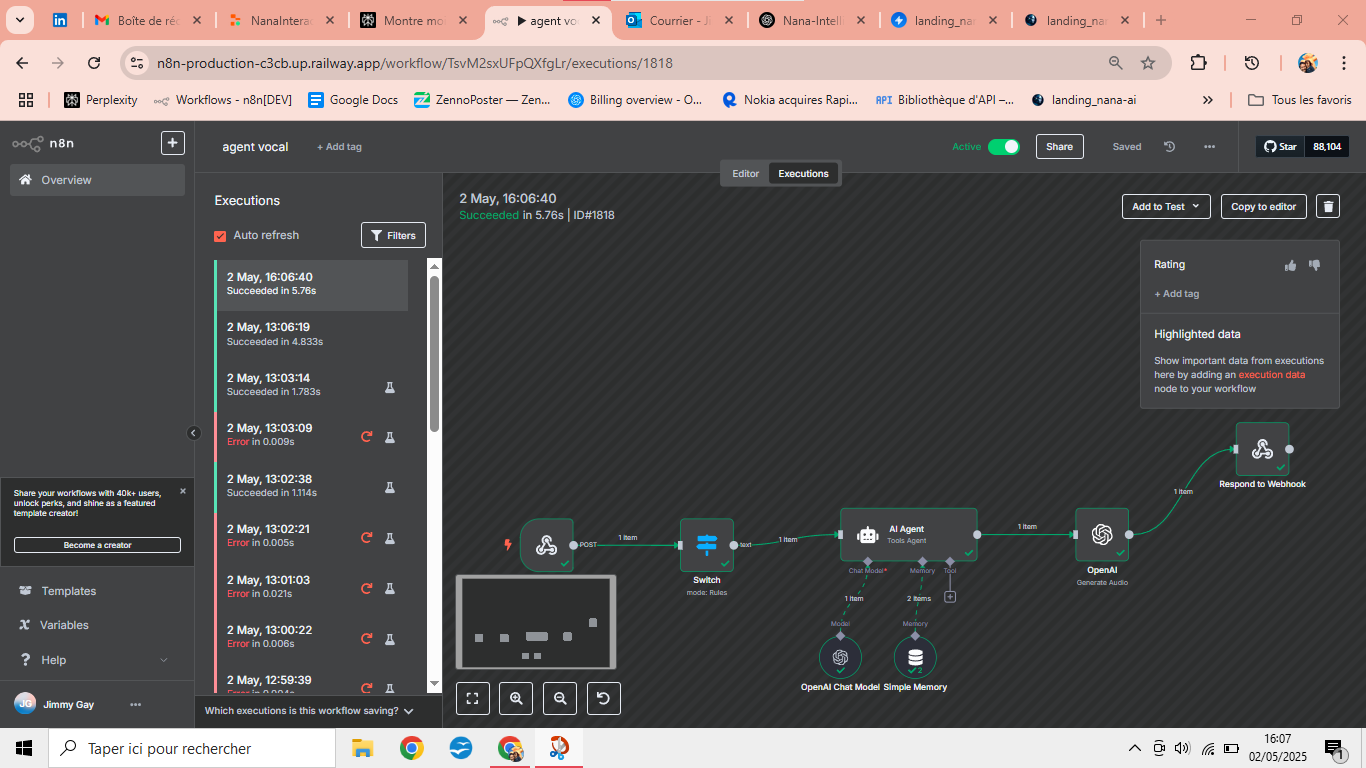 Boîte de réc
NanaInterac
Montre moi
▶ agent vo
Courrier - Ji
Nana-Intelli
landing_nan
landing_nan
n8n-production-c3cb.up.railway.app/workflow/TsvM2sxUFpQXfgLr/executions/1818
Perplexity
Workflows - n8n[DEV]
Google Docs
ZennoPoster — Zen...
Billing overview - O...
Nokia acquires Rapi...
API Bibliothèque d'API –...
landing_nana-ai
Tous les favoris
n8n
agent vocal
+ Add tag
Active
Share
Saved
Star
88,104
Overview
Editor
Executions
Executions
Auto refresh
Filters
2 May, 16:06:40
Succeeded in 5.76s
2 May, 13:06:19
Succeeded in 4.833s
2 May, 13:03:14
Succeeded in 1.783s
2 May, 13:03:09
Error in 0.009s
2 May, 13:02:38
Succeeded in 1.114s
2 May, 13:02:21
Error in 0.005s
2 May, 13:01:03
Error in 0.021s
2 May, 13:00:22
Error in 0.006s
2 May, 12:59:39
Which executions is this workflow saving?
2 May, 16:06:40
Succeeded in 5.76s | ID#1818
Add to Test
Copy to editor
Rating
+ Add tag
Highlighted data
Show important data from executions
here by adding an execution data
node to your workflow
POST
1 item
Switch
mode: Rules
text
1 item
AI Agent
Tools Agent
Chat Model*
Memory
Tool
1 item
2 items
Model
Memory
OpenAI Chat Model
Simple Memory
2
1 item
OpenAI
Generate Audio
1 item
Respond to Webhook
Share your workflows with 40k+ users,
unlock perks, and shine as a featured
template creator!
Become a creator
Templates
Variables
Help
JG
Jimmy Gay
Taper ici pour rechercher
16:07
02/05/2025
1